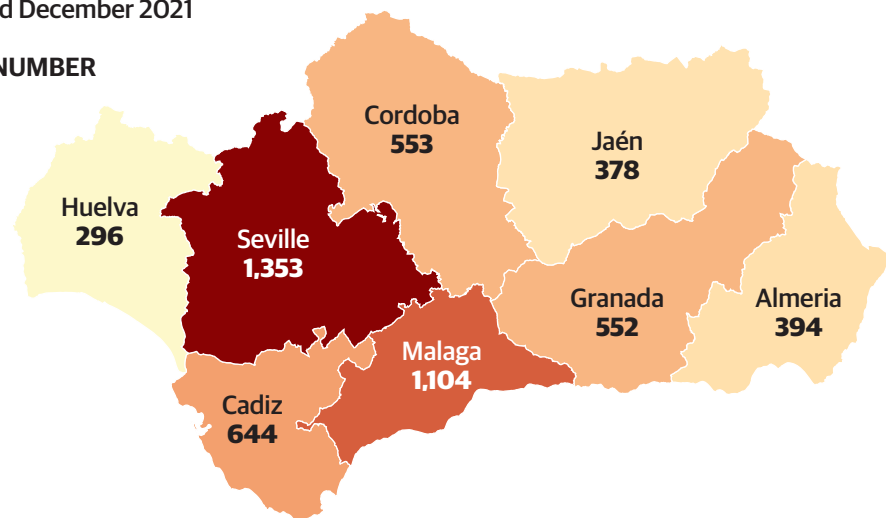 December 2021
NUMBER
Cordoba
553
Jaén
378
Huelva
296
Seville
1,353
Granada
552
Almeria
394
Malaga
1,104
Cadiz
644